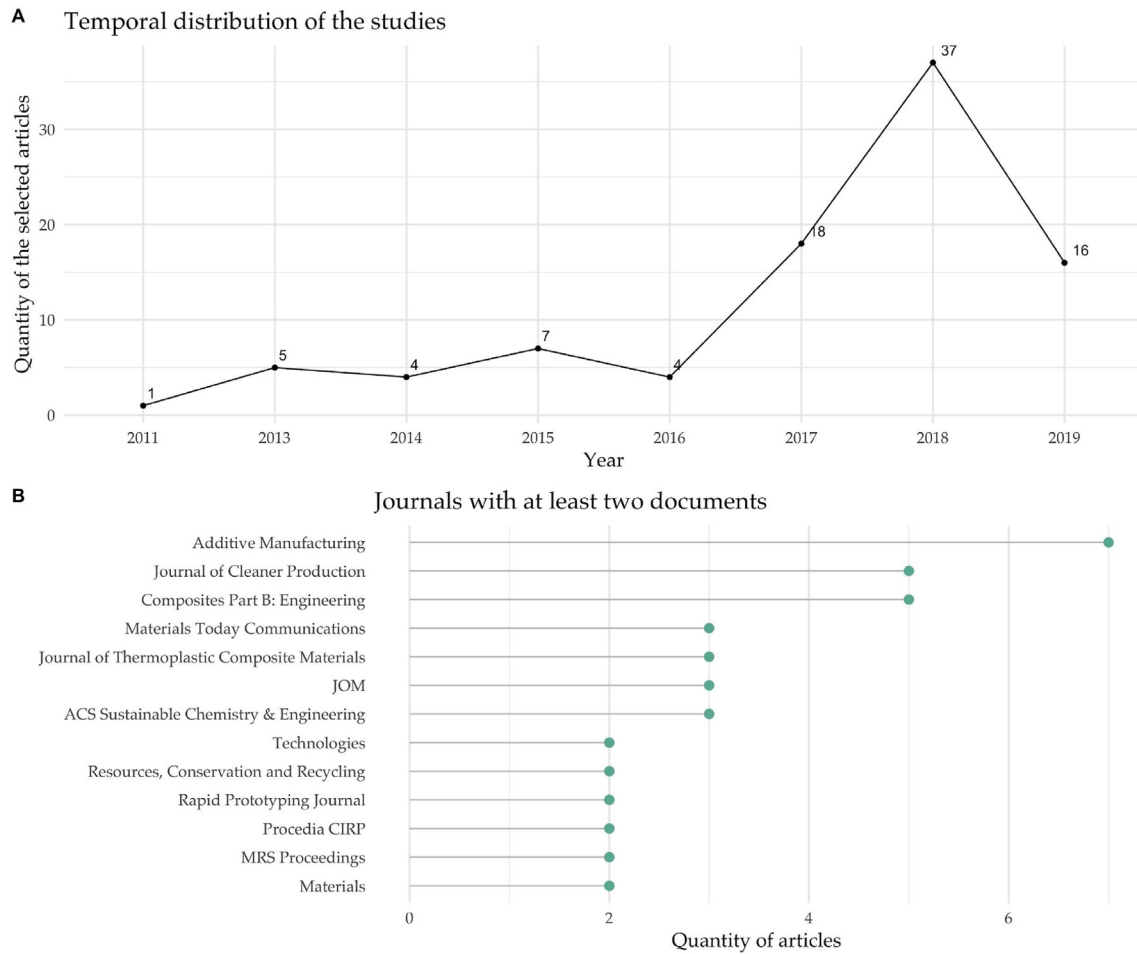 A
Temporal distribution of the studies
Quantity of the selected articles
37
30
20
18
16
10
7
5
4
4
1
0
2011 2013 2014 2015 2016 2017 2018 2019
Year
B
Journals with at least two documents
Additive Manufacturing
Journal of Cleaner Production
Composites Part B: Engineering
Materials Today Communications
Journal of Thermoplastic Composite Materials
JOM
ACS Sustainable Chemistry & Engineering
Technologies
Resources, Conservation and Recycling
Rapid Prototyping Journal
Procedia CIRP
MRS Proceedings
Materials
0 2 4 6
Quantity of articles